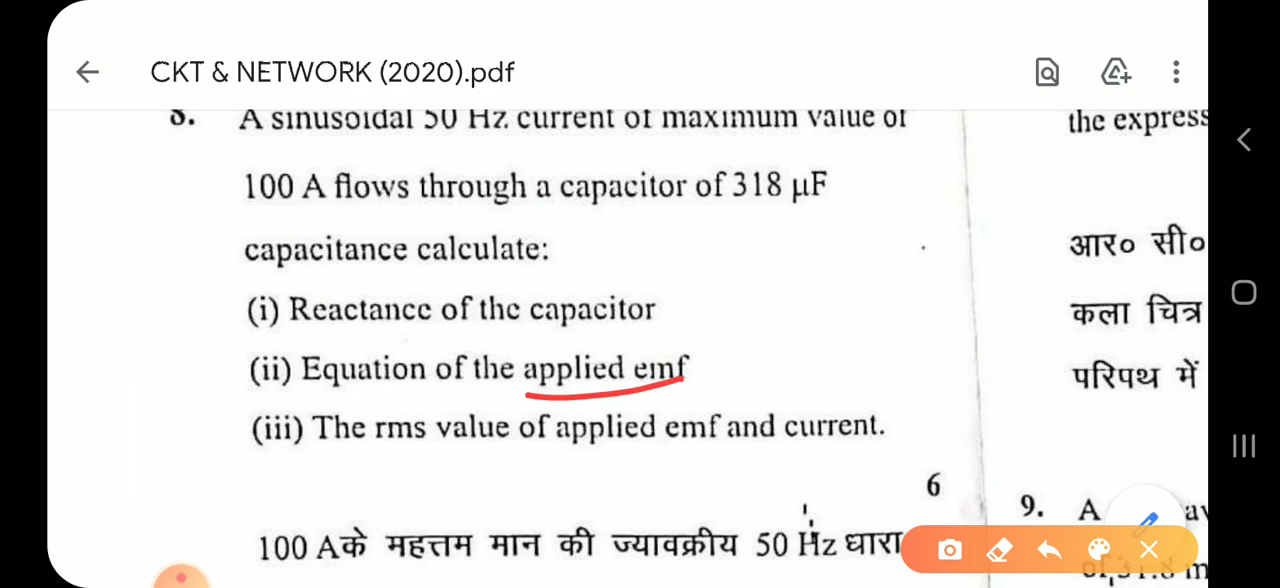 CKT & NETWORK (2020).pdf
8. A sinusoidal 50 Hz current of maximum value of
100 A flows through a capacitor of 318 µF
capacitance calculate:
(i) Reactance of the capacitor
(ii) Equation of the applied emf
(iii) The rms value of applied emf and current.
6
100 Aके महत्तम मान की ज्यावक्रीय 50 Hz धारा
the express
आर० सी०
कला चित्र
परिपथ में
9. A